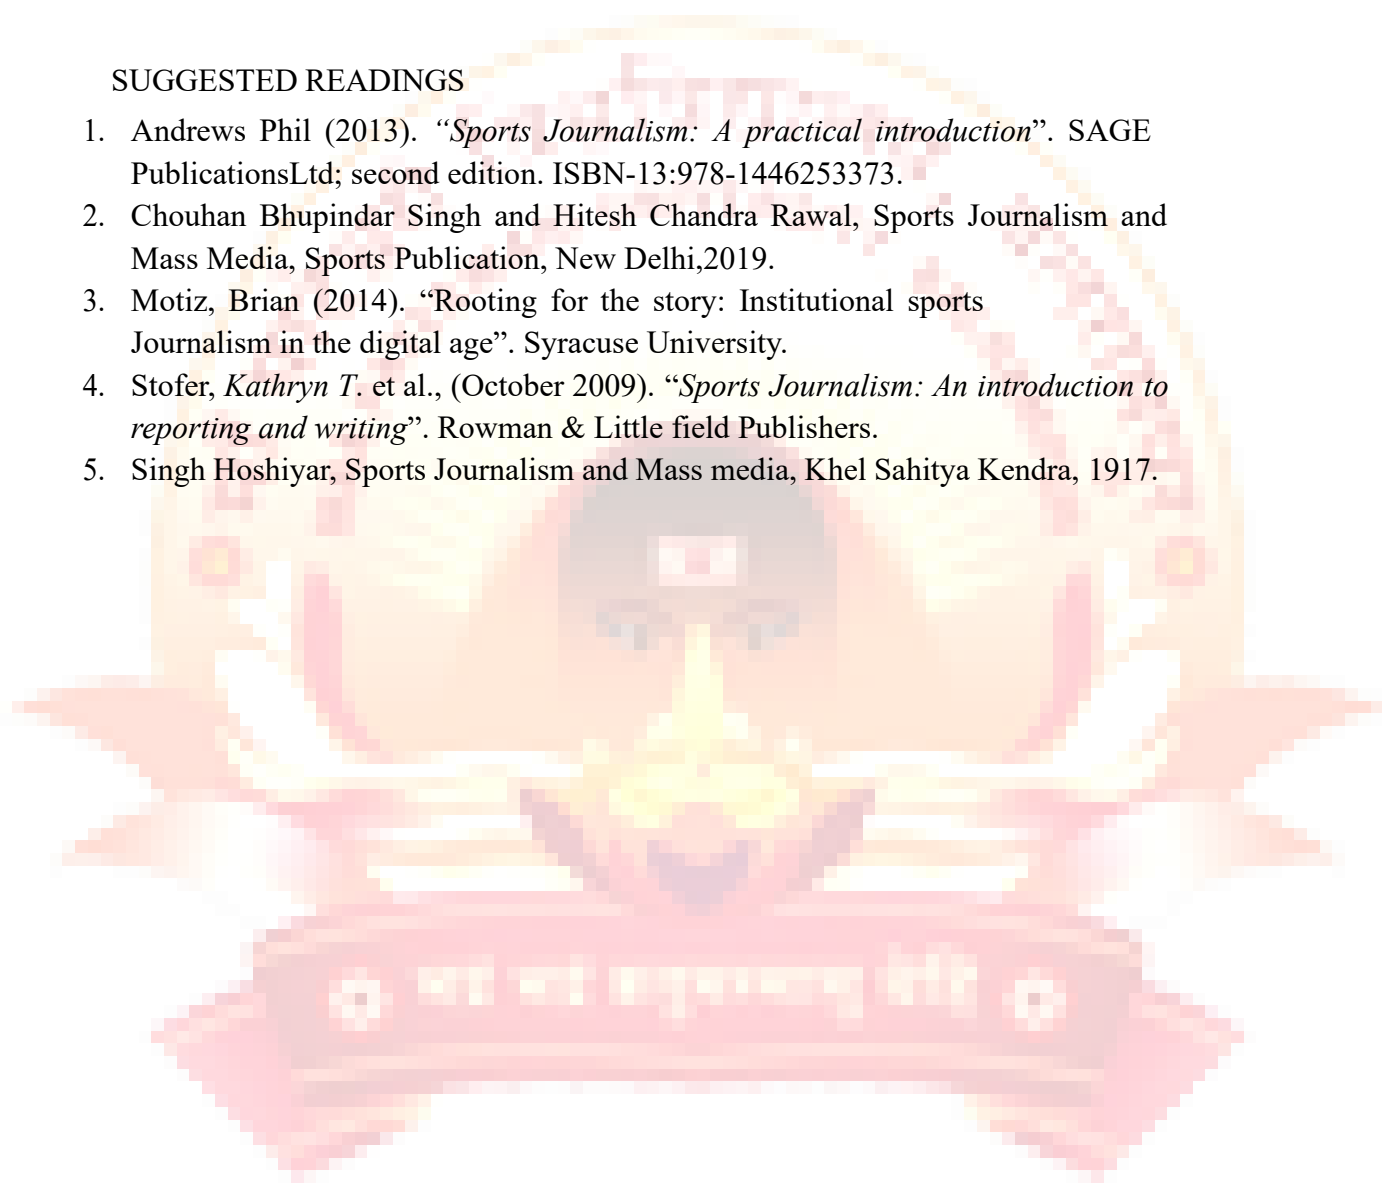 SUGGESTED READINGS
1. Andrews Phil (2013). “Sports Journalism: A practical introduction”. SAGE
PublicationsLtd; second edition. ISBN-13:978-1446253373.
2. Chouhan Bhupindar Singh and Hitesh Chandra Rawal, Sports Journalism and
Mass Media, Sports Publication, New Delhi,2019.
3. Motiz, Brian (2014). “Rooting for the story: Institutional sports
Journalism in the digital age”. Syracuse University.
4. Stofer, Kathryn T. et al., (October 2009). “Sports Journalism: An introduction to
reporting and writing”. Rowman & Little field Publishers.
5. Singh Hoshiyar, Sports Journalism and Mass media, Khel Sahitya Kendra, 1917.